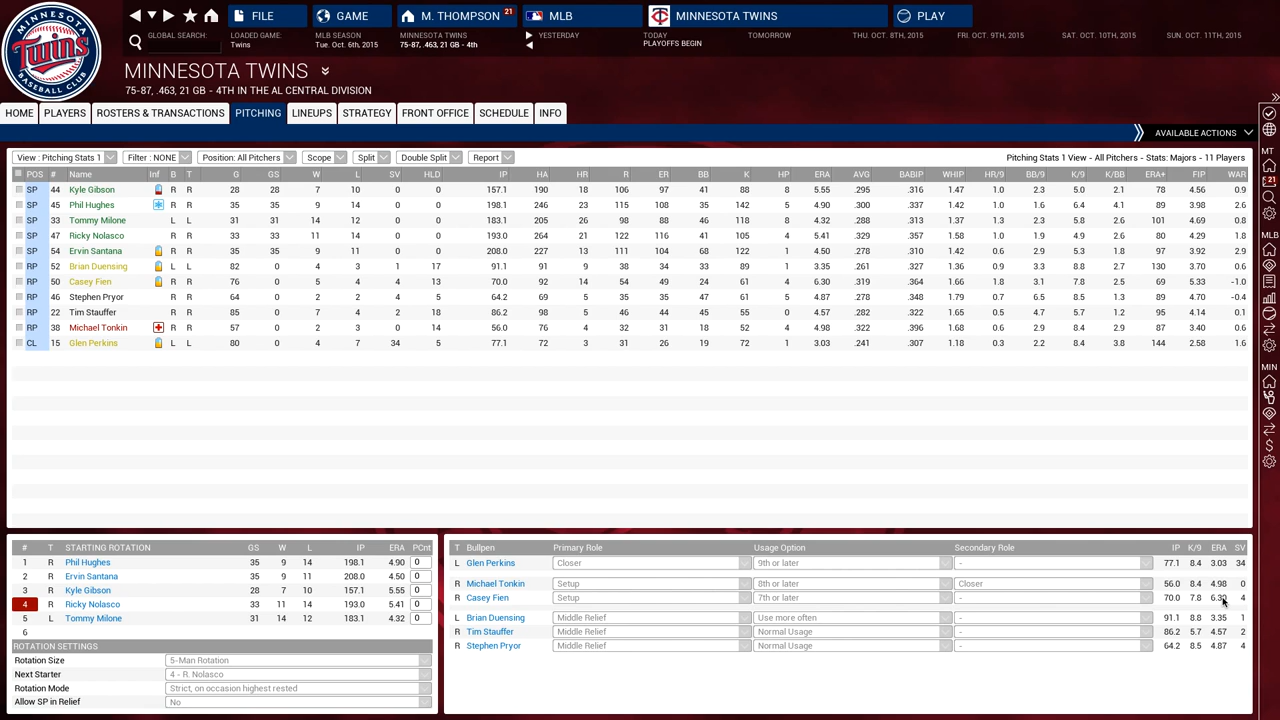 MINNESOTA Twins BASEBALL CLUB
FILE GAME M. THOMPSON 21 MLB MINNESOTA TWINS PLAY
GLOBAL SEARCH: LOADED GAME: MLB SEASON MINNESOTA TWINS YESTERDAY TODAY TOMORROW THU. OCT. 8TH, 2015 FRI. OCT. 9TH, 2015 SAT. OCT. 10TH, 2015 SUN. OCT. 11TH, 2015
Twins Tue. Oct. 6th, 2015 75-87, .463, 21 GB - 4th PLAYOFFS BEGIN
MINNESOTA TWINS
75-87, .463, 21 GB - 4TH IN THE AL CENTRAL DIVISION
HOME PLAYERS ROSTERS & TRANSACTIONS PITCHING LINEUPS STRATEGY FRONT OFFICE SCHEDULE INFO
AVAILABLE ACTIONS
View : Pitching Stats 1 Filter : NONE Position: All Pitchers Scope Split Double Split Report Pitching Stats 1 View - All Pitchers - Stats: Majors - 11 Players
POS # Name Inf B T G GS W L SV HLD IP HA HR R ER BB K HP ERA AVG BABIP WHIP HR/9 BB/9 K/9 K/BB ERA+ FIP WAR
SP 44 Kyle Gibson R R 28 28 7 10 0 0 157.1 190 18 106 97 41 88 8 5.55 .295 .316 1.47 1.0 2.3 5.0 2.1 78 4.56 0.9
SP 45 Phil Hughes R R 35 35 9 14 0 0 198.1 246 23 115 108 35 142 5 4.90 .300 .337 1.42 1.0 1.6 6.4 4.1 89 3.98 2.6
SP 33 Tommy Milone L L 31 31 14 12 0 0 183.1 205 26 98 88 46 118 4 4.32 .288 .313 1.37 1.3 2.3 5.8 2.6 101 4.69 0.8
SP 47 Ricky Nolasco R R 33 33 11 14 0 0 193.0 264 21 122 116 41 105 4 5.41 .329 .357 1.58 1.0 1.9 4.9 2.6 80 4.29 1.8
SP 54 Ervin Santana R R 35 35 9 11 0 0 208.0 227 13 111 104 68 122 1 4.50 .278 .310 1.42 0.6 2.9 5.3 1.8 97 3.92 2.9
RP 52 Brian Duensing L L 82 0 4 3 1 17 91.1 91 9 38 34 33 89 1 3.35 .261 .327 1.36 0.9 3.3 8.8 2.7 130 3.70 0.6
RP 50 Casey Fien R R 76 0 5 4 4 13 70.0 92 14 54 49 24 61 4 6.30 .319 .364 1.66 1.8 3.1 7.8 2.5 69 5.33 -1.0
RP 46 Stephen Pryor R R 64 0 2 2 4 5 64.2 69 5 35 35 47 61 5 4.87 .278 .348 1.79 0.7 6.5 8.5 1.3 89 4.70 -0.4
RP 22 Tim Stauffer R R 85 0 7 4 2 18 86.2 98 5 46 44 45 55 0 4.57 .282 .322 1.65 0.5 4.7 5.7 1.2 95 4.14 0.1
RP 38 Michael Tonkin R R 57 0 2 3 0 14 56.0 76 4 32 31 18 52 4 4.98 .322 .396 1.68 0.6 2.9 8.4 2.9 87 3.40 0.6
CL 15 Glen Perkins L L 80 0 4 7 34 5 77.1 72 3 31 26 19 72 1 3.03 .241 .307 1.18 0.3 2.2 8.4 3.8 144 2.58 1.6
# T STARTING ROTATION GS W L IP ERA PCnt
1 R Phil Hughes 35 9 14 198.1 4.90 0
2 R Ervin Santana 35 9 11 208.0 4.50 0
3 R Kyle Gibson 28 7 10 157.1 5.55 0
4 R Ricky Nolasco 33 11 14 193.0 5.41 0
5 L Tommy Milone 31 14 12 183.1 4.32 0
6
ROTATION SETTINGS
Rotation Size 5-Man Rotation
Next Starter 4 - R. Nolasco
Rotation Mode Strict, on occasion highest rested
Allow SP in Relief No
T Bullpen Primary Role Usage Option Secondary Role IP K/9 ERA SV
L Glen Perkins Closer 9th or later - 77.1 8.4 3.03 34
R Michael Tonkin Setup 8th or later Closer 56.0 8.4 4.98 0
R Casey Fien Setup 7th or later - 70.0 7.8 6.30 4
L Brian Duensing Middle Relief Use more often - 91.1 8.8 3.35 1
R Tim Stauffer Middle Relief Normal Usage - 86.2 5.7 4.57 2
R Stephen Pryor Middle Relief Normal Usage - 64.2 8.5 4.87 4
MT
21
MLB
MIN